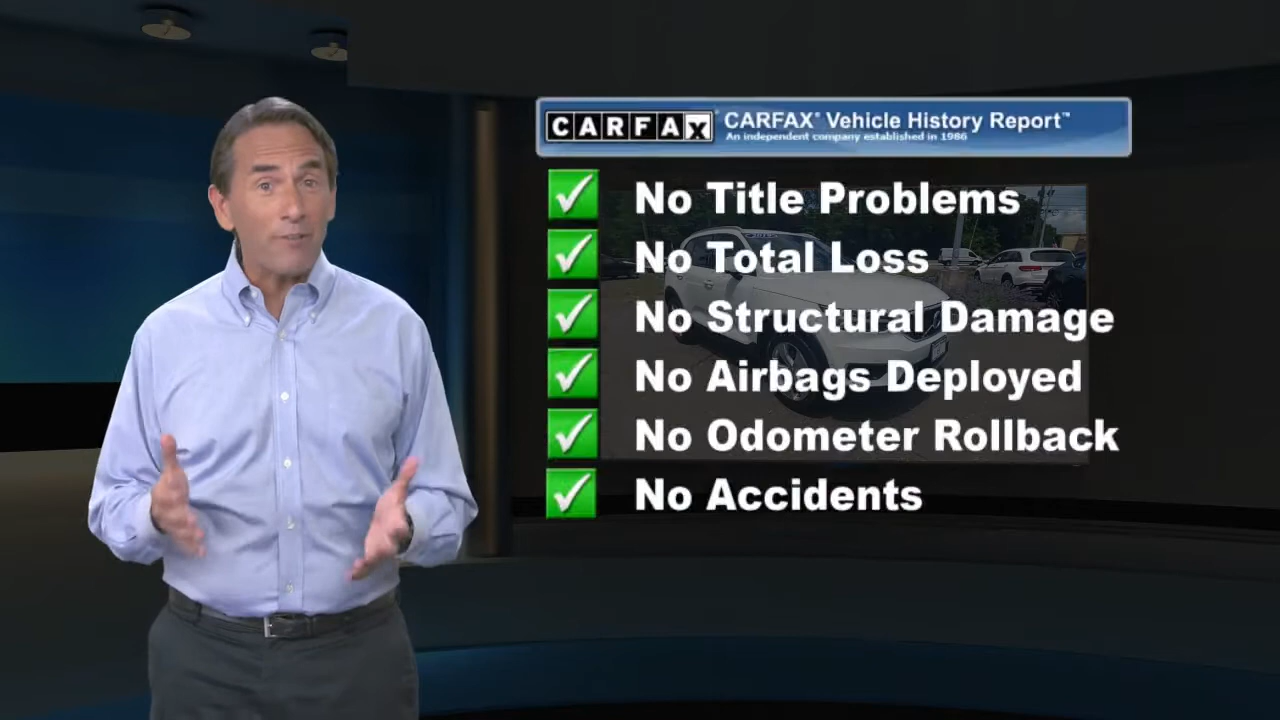 CARFAX
CARFAX® Vehicle History Report™
An independent company established in 1986
No Title Problems
No Total Loss
No Structural Damage
No Airbags Deployed
No Odometer Rollback
No Accidents